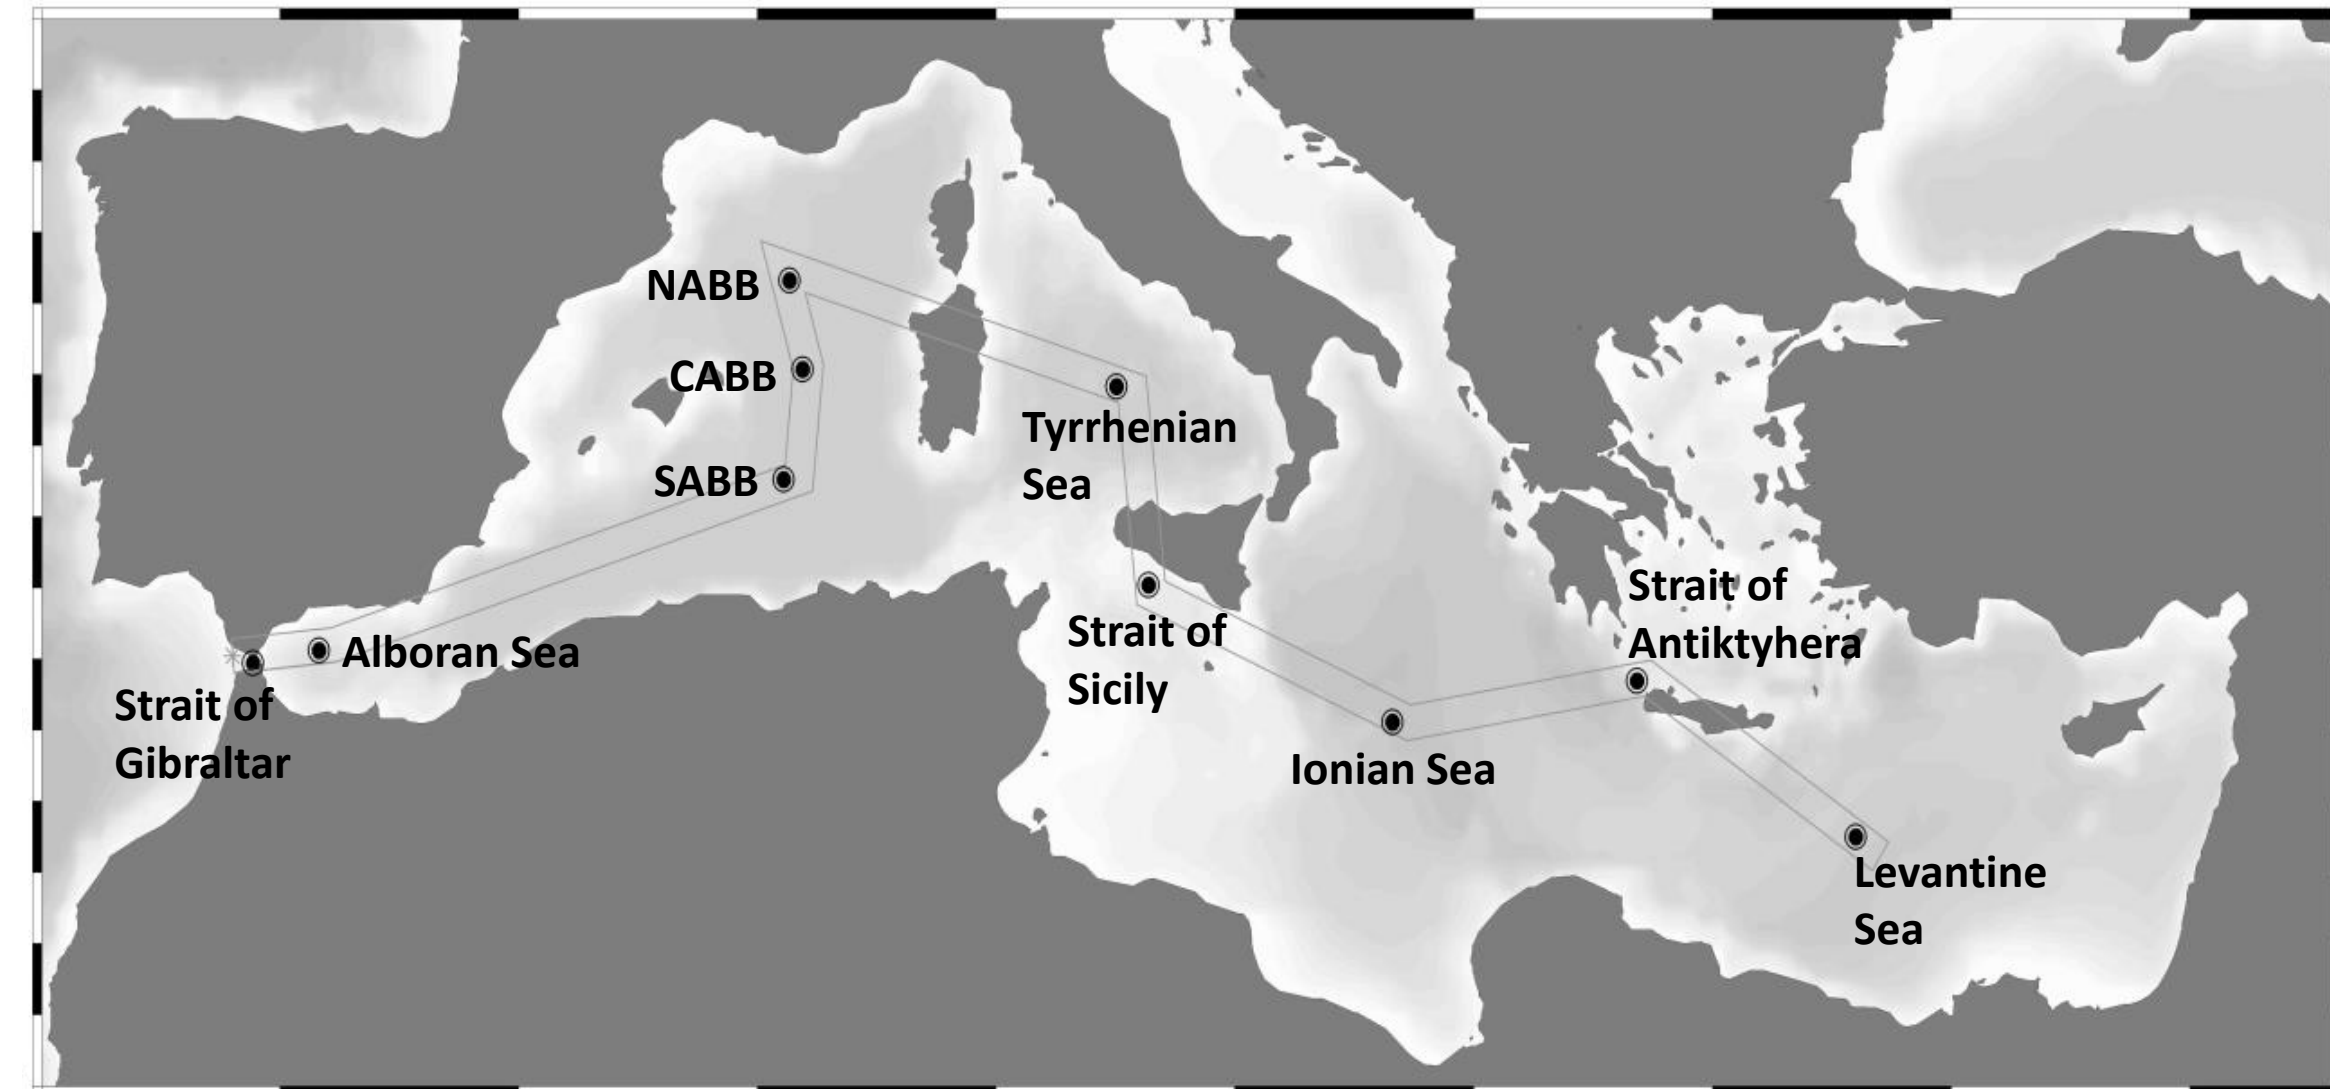 NABB
CABB
Tyrrhenian
Sea
SABB
Strait of
Antiktyhera
Strait of
Sicily
Alboran Sea
Strait of
Gibraltar
Ionian Sea
Levantine
Sea